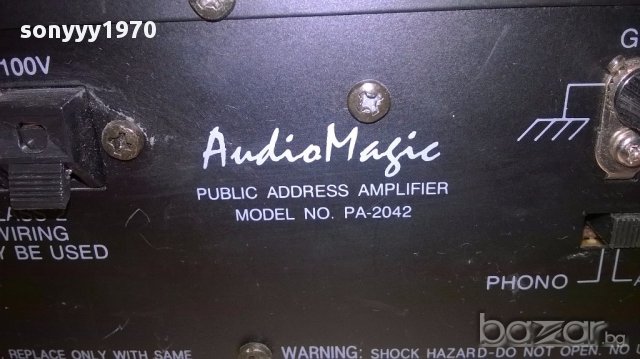 sonyyy1970
100V
G
AudioMagic
PUBLIC ADDRESS AMPLIFIER
MODEL NO. PA-2042
WIRING
BE USED
PHONO
REPLACE ONLY WITH SAME
WARNING: SHOCK HAZARD-DO NOT OPEN. NO
bazar.bg